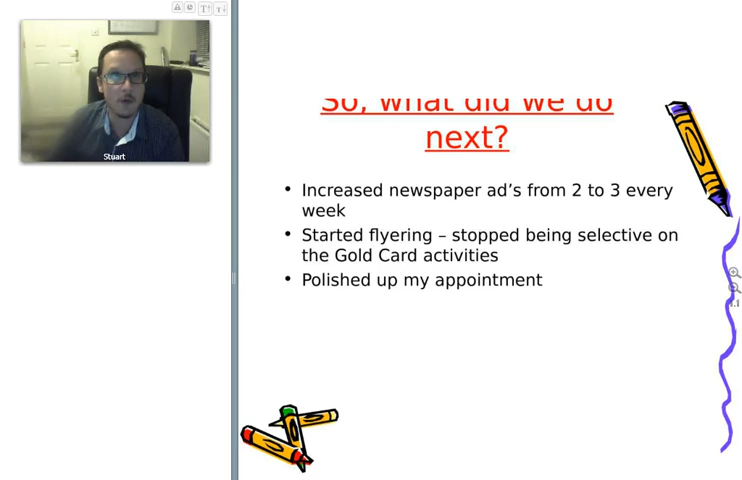 Stuart
So, what did we do
next?
• Increased newspaper ad’s from 2 to 3 every
week
• Started flyering – stopped being selective on
the Gold Card activities
• Polished up my appointment